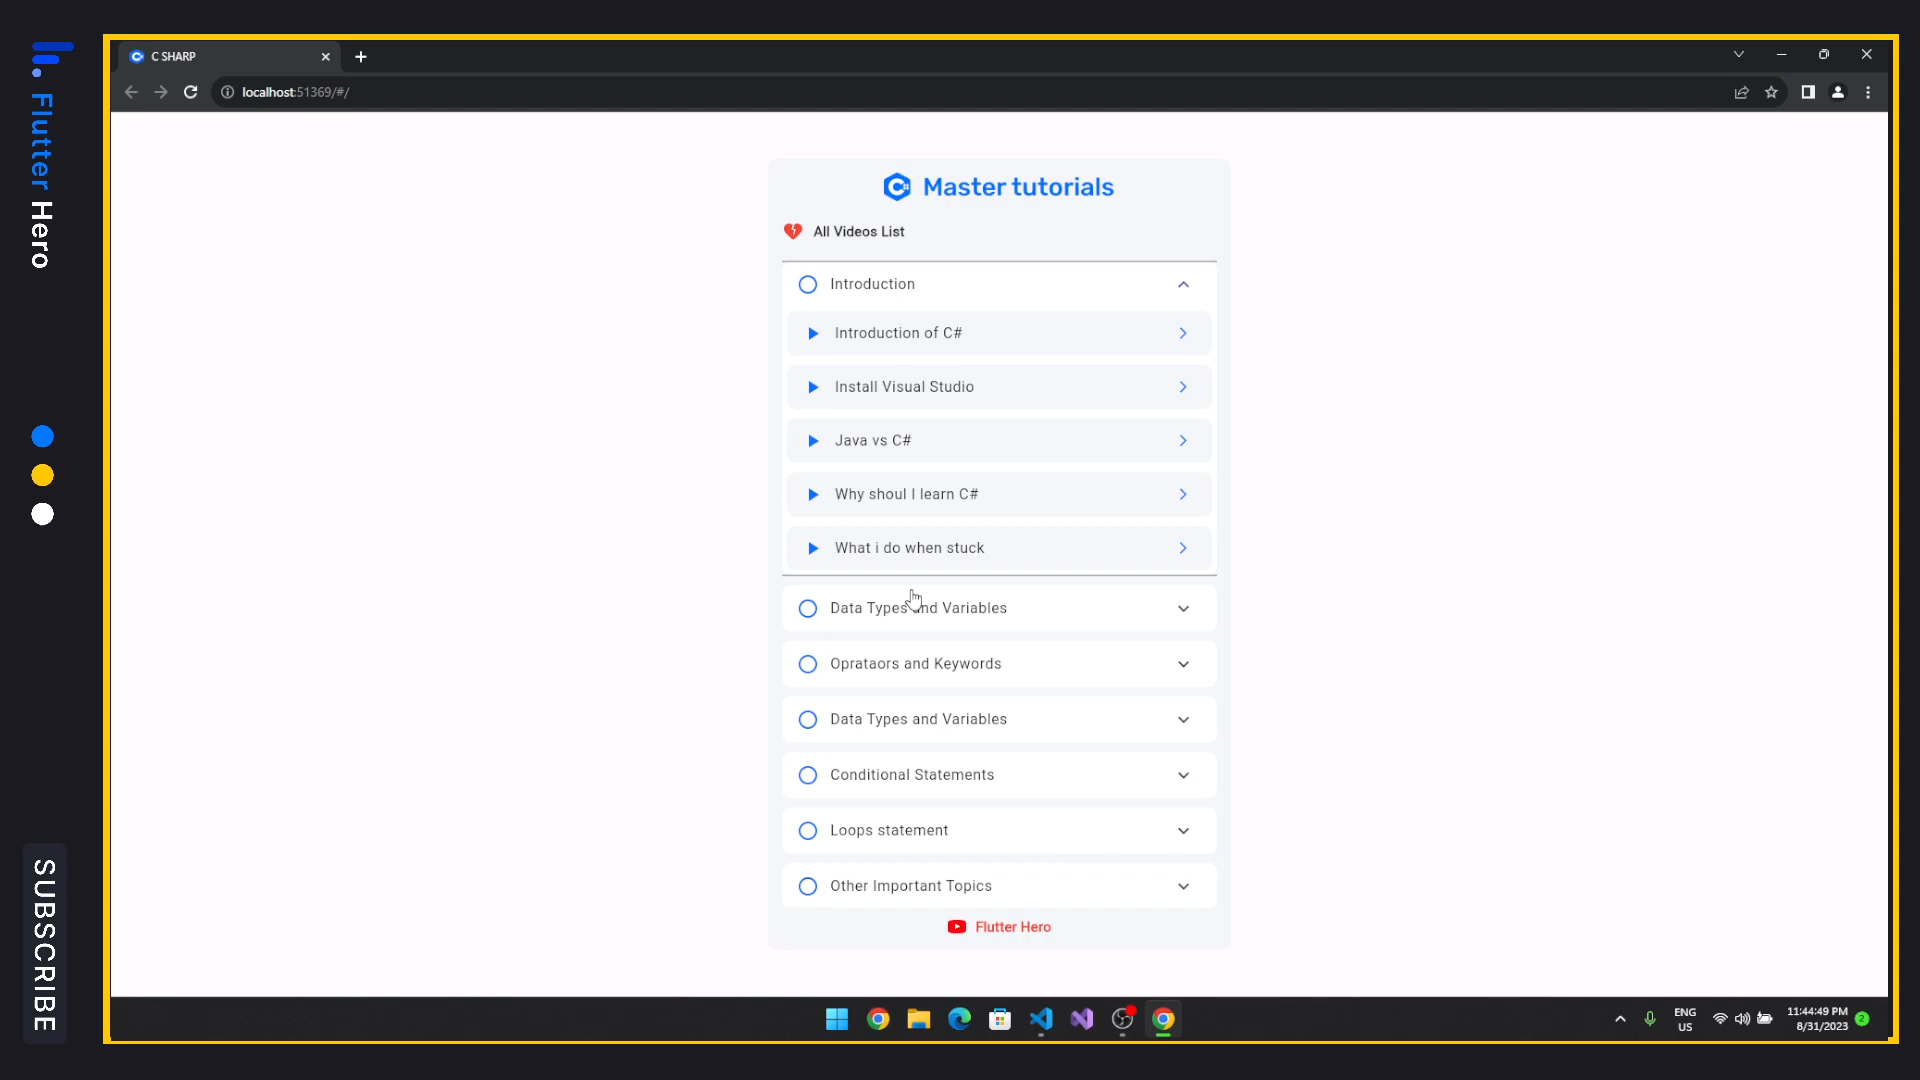 Flutter Hero
SUBSCRIBE
C SHARP
localhost:51369/#/
C# Master tutorials
All Videos List
Introduction
Introduction of C#
Install Visual Studio
Java vs C#
Why shoul I learn C#
What i do when stuck
Data Types and Variables
Oprataors and Keywords
Data Types and Variables
Conditional Statements
Loops statement
Other Important Topics
Flutter Hero
ENG
US
11:44:49 PM
8/31/2023
2